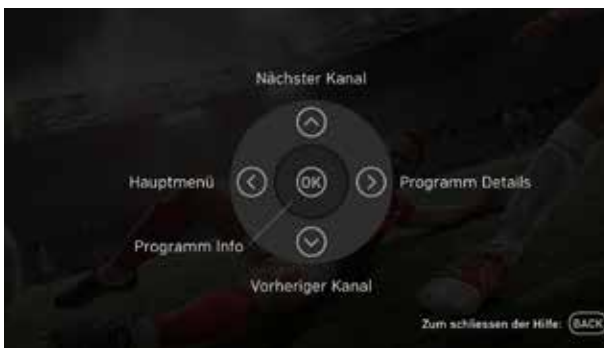 Nächster Kanal
Hauptmenü
OK
Programm Details
Programm Info
Vorheriger Kanal
Zum schliessen der Hilfe: BACK